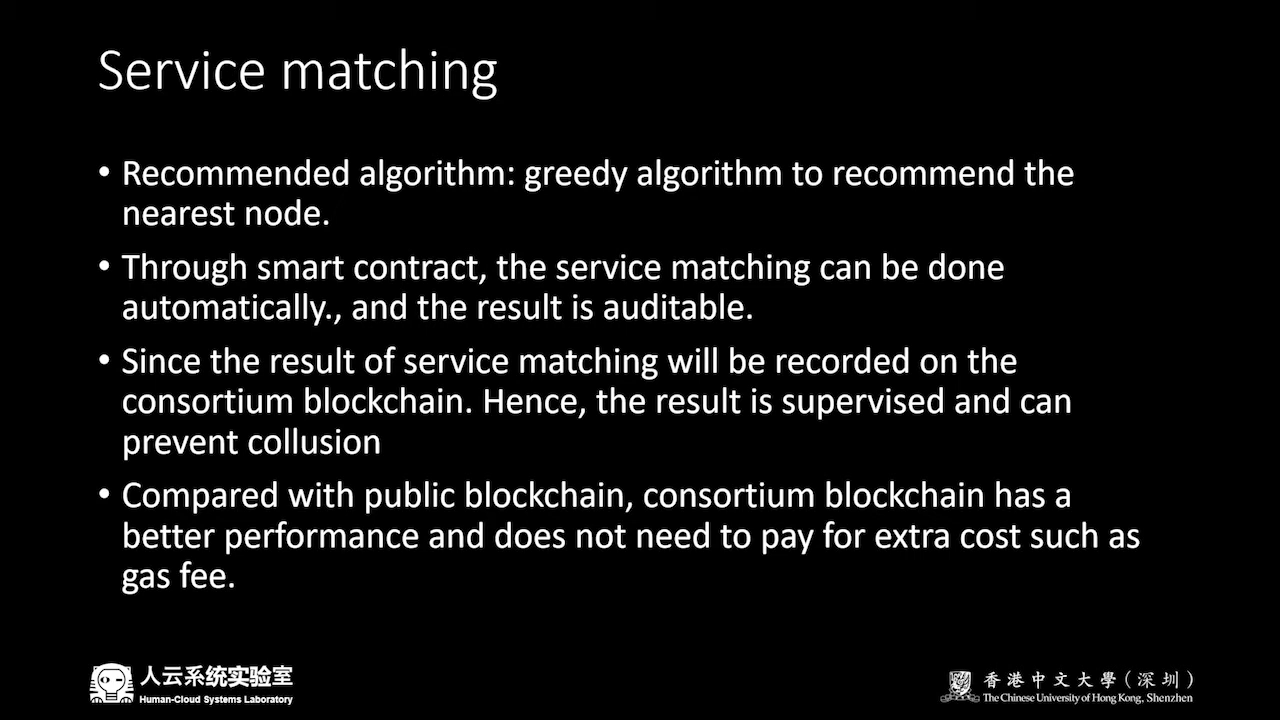 Service matching
• Recommended algorithm: greedy algorithm to recommend the
nearest node.
• Through smart contract, the service matching can be done
automatically., and the result is auditable.
• Since the result of service matching will be recorded on the
consortium blockchain. Hence, the result is supervised and can
prevent collusion
• Compared with public blockchain, consortium blockchain has a
better performance and does not need to pay for extra cost such as
gas fee.
人云系统实验室
Human-Cloud Systems Laboratory
香港中文大學（深圳）
The Chinese University of Hong Kong, Shenzhen